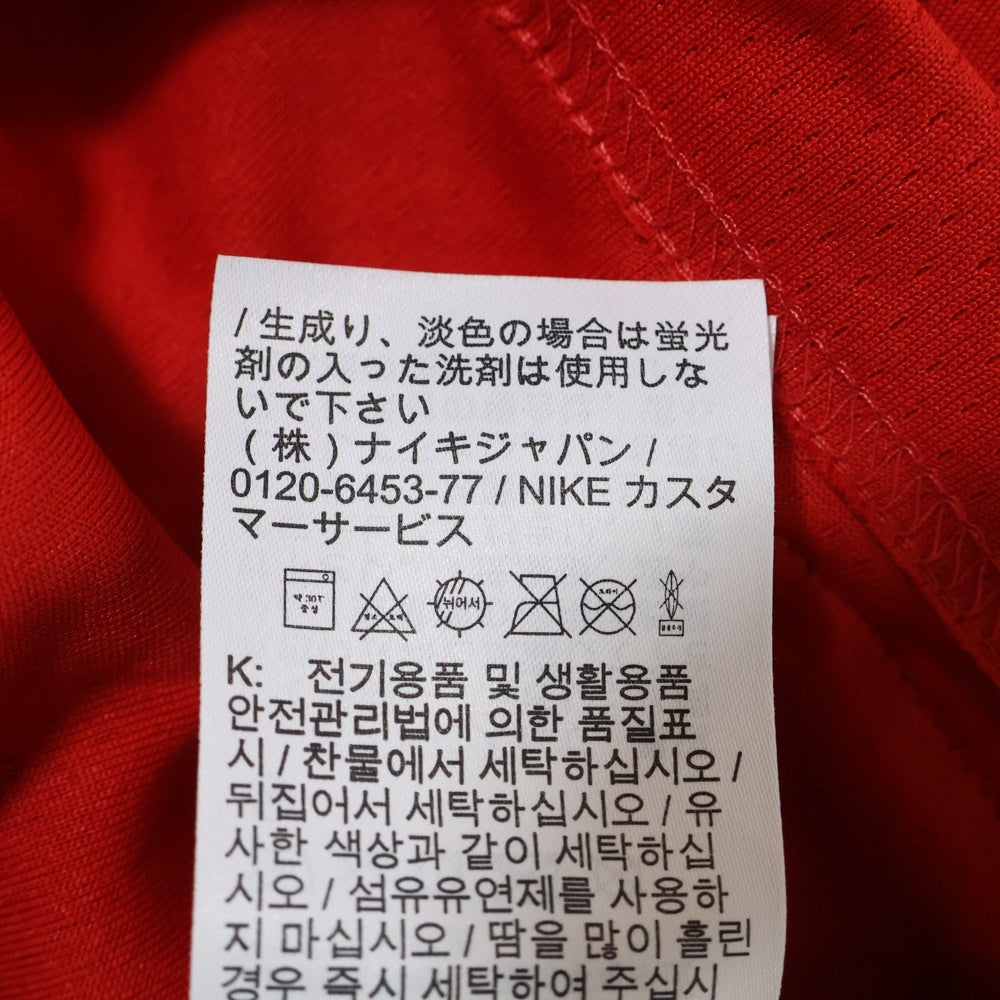 / 生成り、淡色の場合は蛍光
剤の入った洗剤は使用しな
いで下さい
(株)ナイキジャパン /
0120-6453-77 / NIKE カスタ
マーサービス
약 30℃
중성
뉘어서
K: 전기용품 및 생활용품
안전관리법에 의한 품질표
시 / 찬물에서 세탁하십시오 /
뒤집어서 세탁하십시오 / 유
사한 색상과 같이 세탁하십
시오 / 섬유유연제를 사용하
지 마십시오 / 땀을 많이 흘린
경우 즉시 세탁하여 주십시